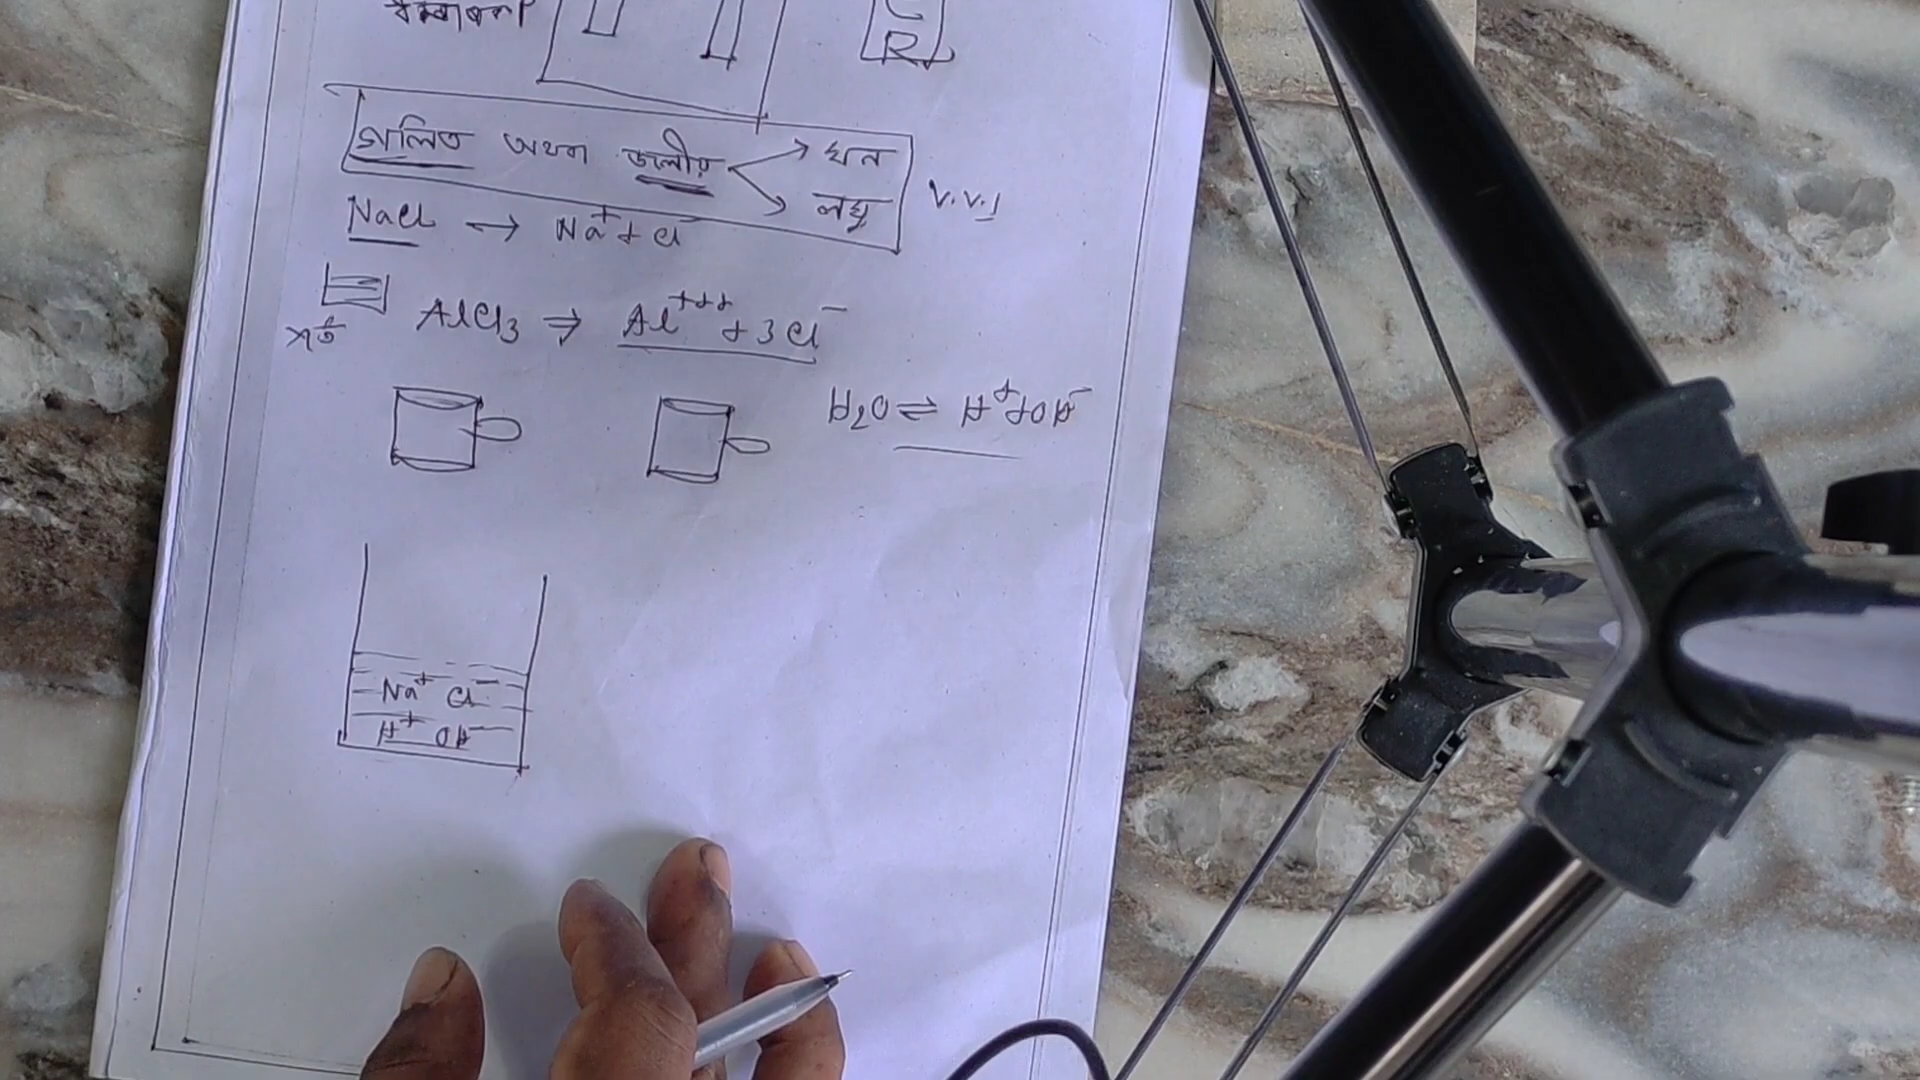 C
R
গলিত অথবা জলীয় → ঘন
→ লঘু
V.V.I
NaCl → Na⁺ + Cl⁻
AlCl₃ ⇒ Al⁺⁺⁺ + 3Cl⁻
H₂O ⇌ H⁺ + OH⁻
Na⁺ Cl⁻
H⁺ OH⁻